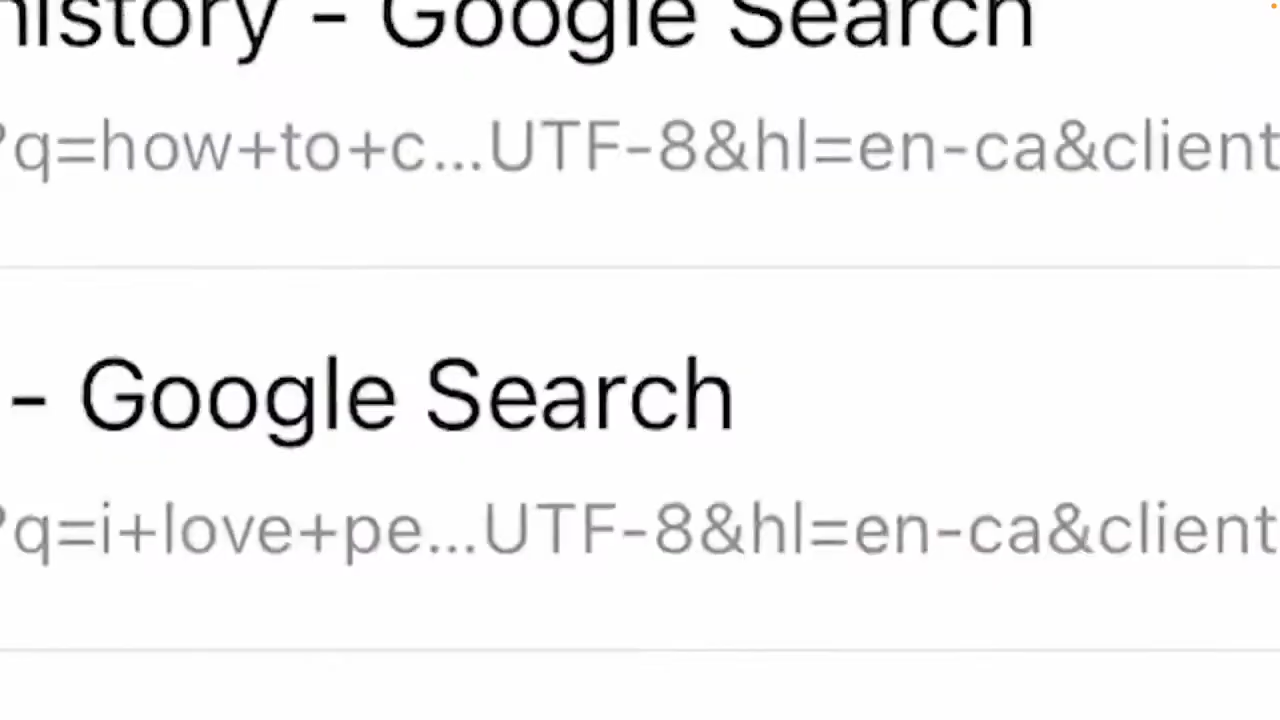 history - Google Search
?q=how+to+c...UTF-8&hl=en-ca&client
- Google Search
?q=i+love+pe...UTF-8&hl=en-ca&client